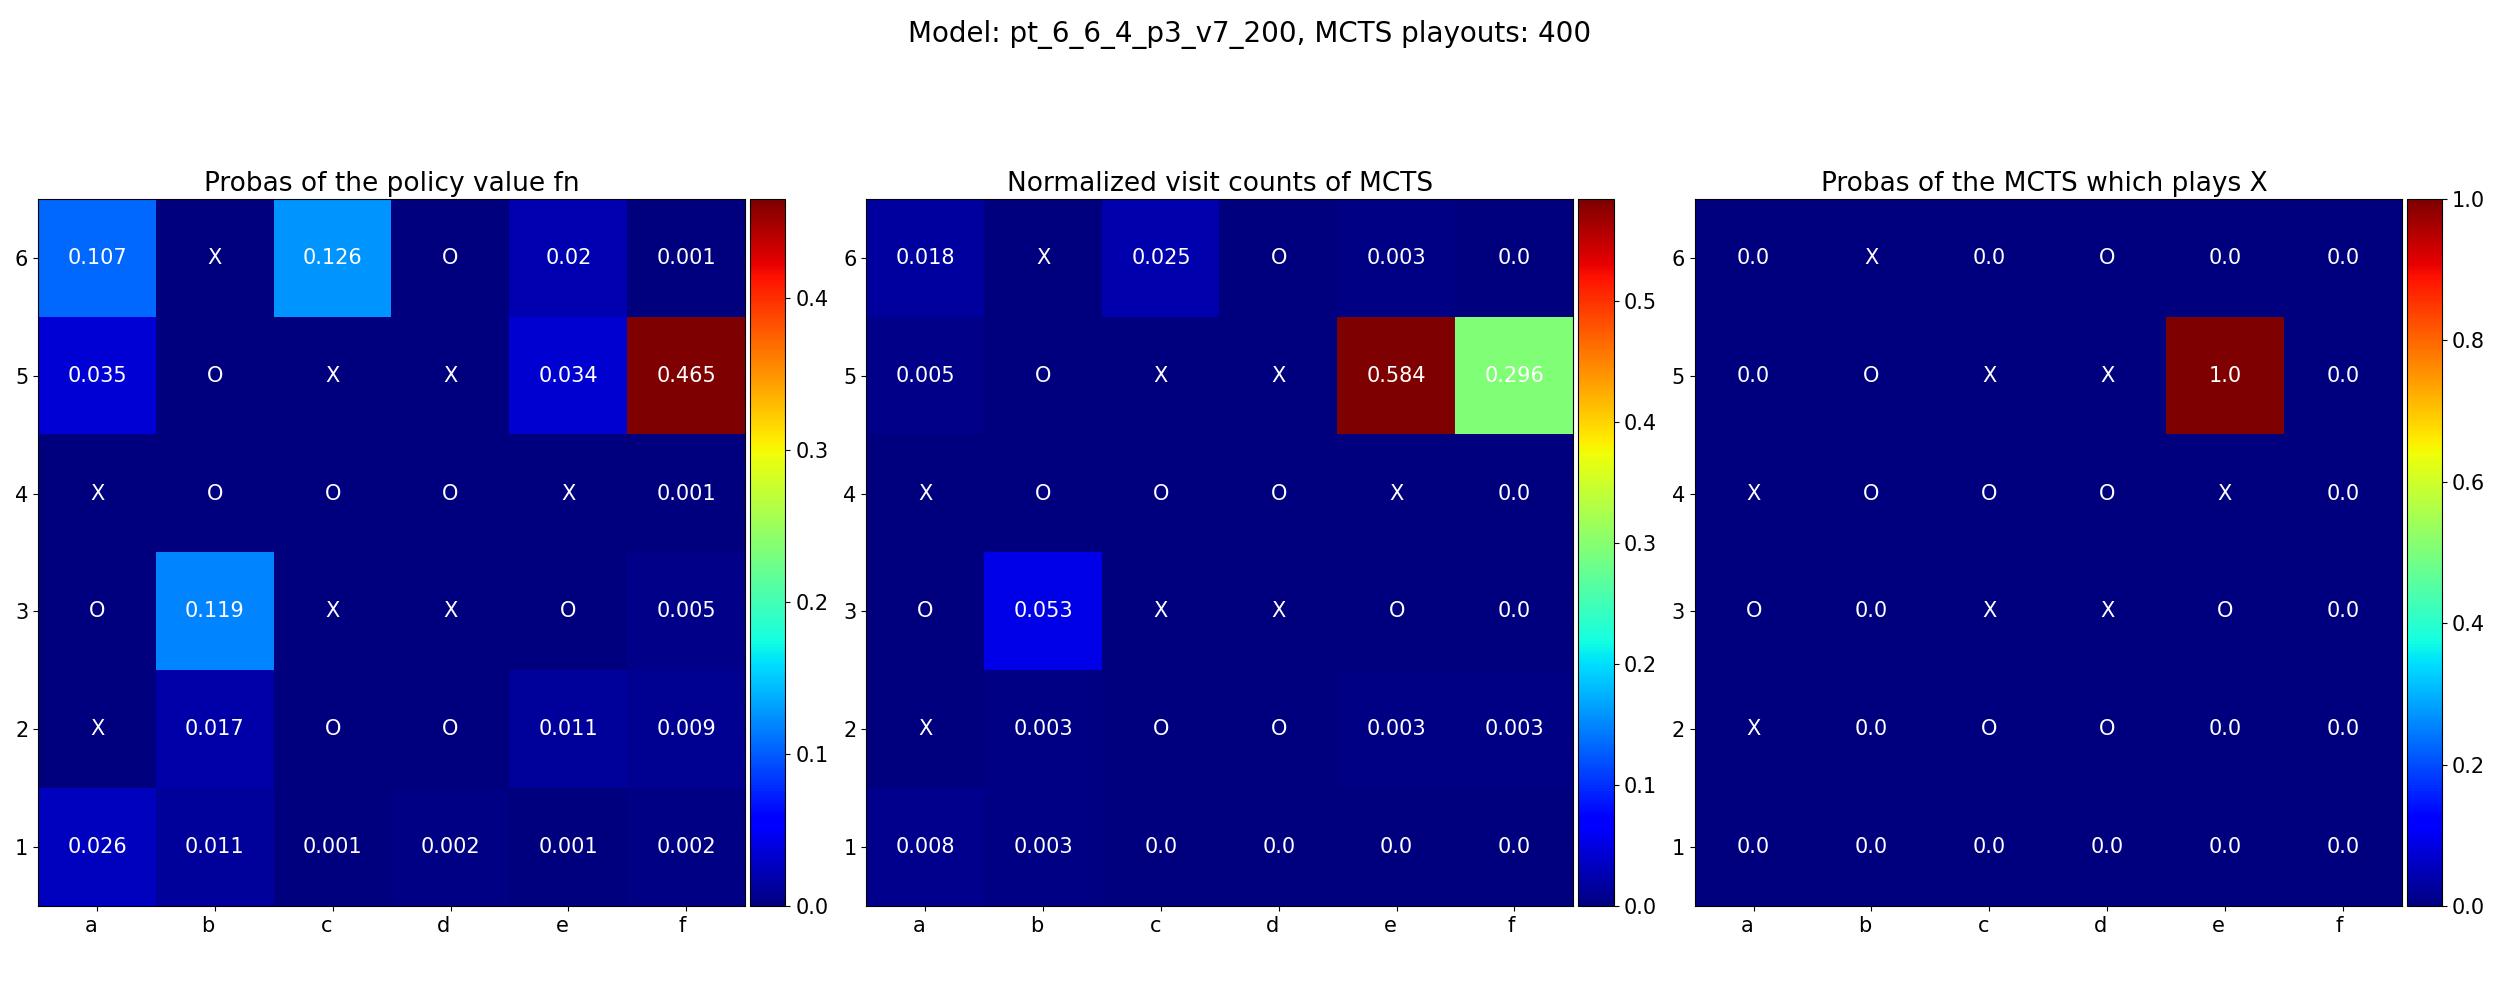 Model: pt_6_6_4_p3_v7_200, MCTS playouts: 400
Probas of the policy value fn
6 0.107 X 0.126 O 0.02 0.001
5 0.035 O X X 0.034 0.465
4 X O O O X 0.001
3 O 0.119 X X O 0.005
2 X 0.017 O O 0.011 0.009
1 0.026 0.011 0.001 0.002 0.001 0.002
a b c d e f
0.4
0.3
0.2
0.1
0.0
Normalized visit counts of MCTS
6 0.018 X 0.025 O 0.003 0.0
5 0.005 O X X 0.584 0.296
4 X O O O X 0.0
3 O 0.053 X X O 0.0
2 X 0.003 O O 0.003 0.003
1 0.008 0.003 0.0 0.0 0.0 0.0
a b c d e f
0.5
0.4
0.3
0.2
0.1
0.0
Probas of the MCTS which plays X
6 0.0 X 0.0 O 0.0 0.0
5 0.0 O X X 1.0 0.0
4 X O O O X 0.0
3 O 0.0 X X O 0.0
2 X 0.0 O O 0.0 0.0
1 0.0 0.0 0.0 0.0 0.0 0.0
a b c d e f
1.0
0.8
0.6
0.4
0.2
0.0